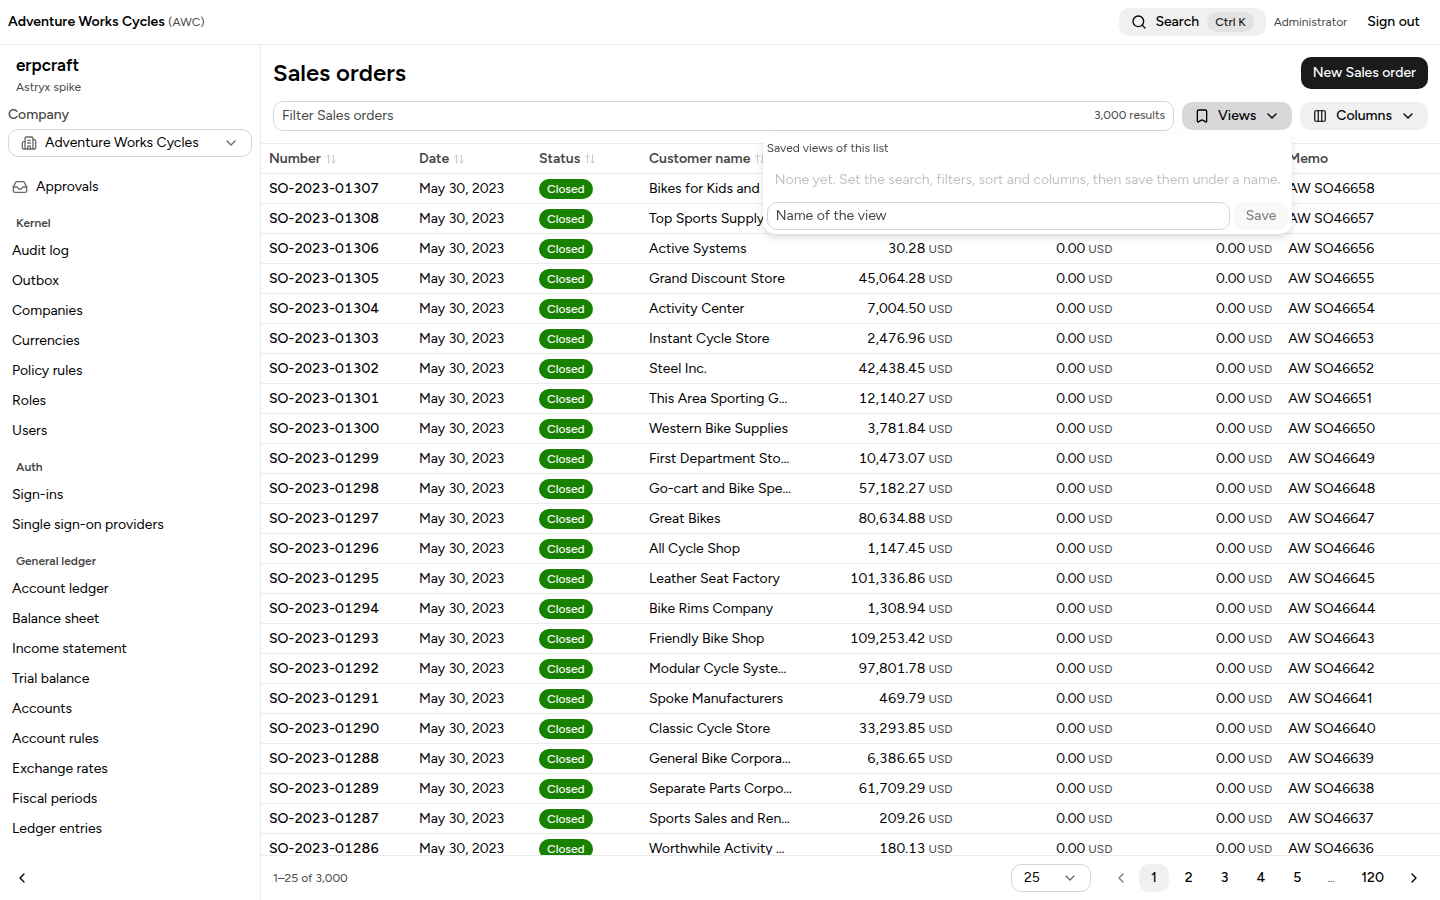 Adventure Works Cycles (AWC)
Search Ctrl K
Administrator
Sign out
erpcraft
Astryx spike
Company
Adventure Works Cycles
Approvals
Kernel
Audit log
Outbox
Companies
Currencies
Policy rules
Roles
Users
Auth
Sign-ins
Single sign-on providers
General ledger
Account ledger
Balance sheet
Income statement
Trial balance
Accounts
Account rules
Exchange rates
Fiscal periods
Ledger entries
Sales orders
New Sales order
Filter Sales orders 3,000 results
Views
Columns
Saved views of this list
None yet. Set the search, filters, sort and columns, then save them under a name.
Name of the view Save
Number Date Status Customer name Memo
SO-2023-01307 May 30, 2023 Closed Bikes for Kids and AW SO46658
SO-2023-01308 May 30, 2023 Closed Top Sports Supply AW SO46657
SO-2023-01306 May 30, 2023 Closed Active Systems 30.28 USD 0.00 USD 0.00 USD AW SO46656
SO-2023-01305 May 30, 2023 Closed Grand Discount Store 45,064.28 USD 0.00 USD 0.00 USD AW SO46655
SO-2023-01304 May 30, 2023 Closed Activity Center 7,004.50 USD 0.00 USD 0.00 USD AW SO46654
SO-2023-01303 May 30, 2023 Closed Instant Cycle Store 2,476.96 USD 0.00 USD 0.00 USD AW SO46653
SO-2023-01302 May 30, 2023 Closed Steel Inc. 42,438.45 USD 0.00 USD 0.00 USD AW SO46652
SO-2023-01301 May 30, 2023 Closed This Area Sporting G... 12,140.27 USD 0.00 USD 0.00 USD AW SO46651
SO-2023-01300 May 30, 2023 Closed Western Bike Supplies 3,781.84 USD 0.00 USD 0.00 USD AW SO46650
SO-2023-01299 May 30, 2023 Closed First Department Sto... 10,473.07 USD 0.00 USD 0.00 USD AW SO46649
SO-2023-01298 May 30, 2023 Closed Go-cart and Bike Spe... 57,182.27 USD 0.00 USD 0.00 USD AW SO46648
SO-2023-01297 May 30, 2023 Closed Great Bikes 80,634.88 USD 0.00 USD 0.00 USD AW SO46647
SO-2023-01296 May 30, 2023 Closed All Cycle Shop 1,147.45 USD 0.00 USD 0.00 USD AW SO46646
SO-2023-01295 May 30, 2023 Closed Leather Seat Factory 101,336.86 USD 0.00 USD 0.00 USD AW SO46645
SO-2023-01294 May 30, 2023 Closed Bike Rims Company 1,308.94 USD 0.00 USD 0.00 USD AW SO46644
SO-2023-01293 May 30, 2023 Closed Friendly Bike Shop 109,253.42 USD 0.00 USD 0.00 USD AW SO46643
SO-2023-01292 May 30, 2023 Closed Modular Cycle Syste... 97,801.78 USD 0.00 USD 0.00 USD AW SO46642
SO-2023-01291 May 30, 2023 Closed Spoke Manufacturers 469.79 USD 0.00 USD 0.00 USD AW SO46641
SO-2023-01290 May 30, 2023 Closed Classic Cycle Store 33,293.85 USD 0.00 USD 0.00 USD AW SO46640
SO-2023-01288 May 30, 2023 Closed General Bike Corpora... 6,386.65 USD 0.00 USD 0.00 USD AW SO46639
SO-2023-01289 May 30, 2023 Closed Separate Parts Corpo... 61,709.29 USD 0.00 USD 0.00 USD AW SO46638
SO-2023-01287 May 30, 2023 Closed Sports Sales and Ren... 209.26 USD 0.00 USD 0.00 USD AW SO46637
SO-2023-01286 May 30, 2023 Closed Worthwhile Activity ... 180.13 USD 0.00 USD 0.00 USD AW SO46636
1–25 of 3,000
25
1 2 3 4 5 ... 120